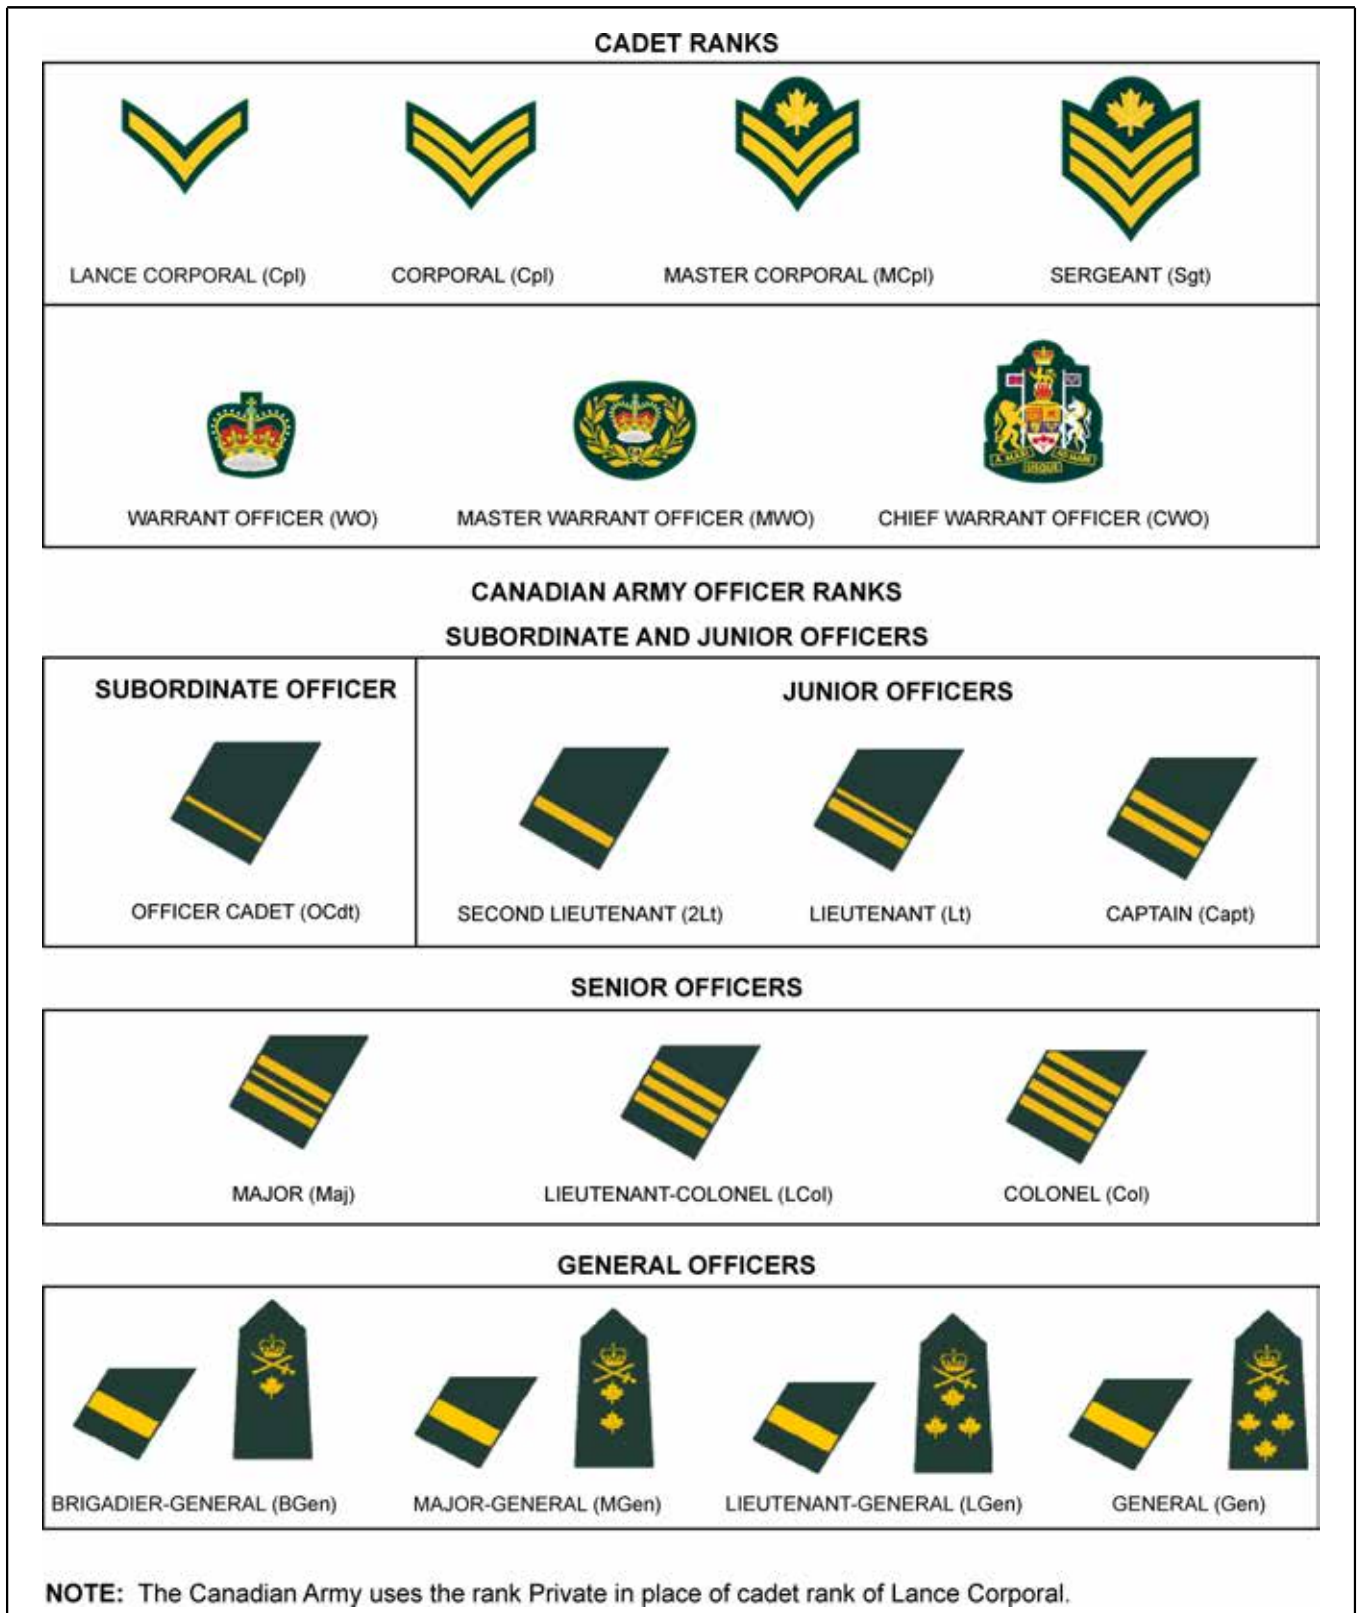 CADET RANKS
LANCE CORPORAL (Cpl) CORPORAL (Cpl) MASTER CORPORAL (MCpl) SERGEANT (Sgt)
A MARI USQUE AD MARE
WARRANT OFFICER (WO) MASTER WARRANT OFFICER (MWO) CHIEF WARRANT OFFICER (CWO)
CANADIAN ARMY OFFICER RANKS
SUBORDINATE AND JUNIOR OFFICERS
SUBORDINATE OFFICER JUNIOR OFFICERS
OFFICER CADET (OCdt) SECOND LIEUTENANT (2Lt) LIEUTENANT (Lt) CAPTAIN (Capt)
SENIOR OFFICERS
MAJOR (Maj) LIEUTENANT-COLONEL (LCol) COLONEL (Col)
GENERAL OFFICERS
BRIGADIER-GENERAL (BGen) MAJOR-GENERAL (MGen) LIEUTENANT-GENERAL (LGen) GENERAL (Gen)
NOTE: The Canadian Army uses the rank Private in place of cadet rank of Lance Corporal.